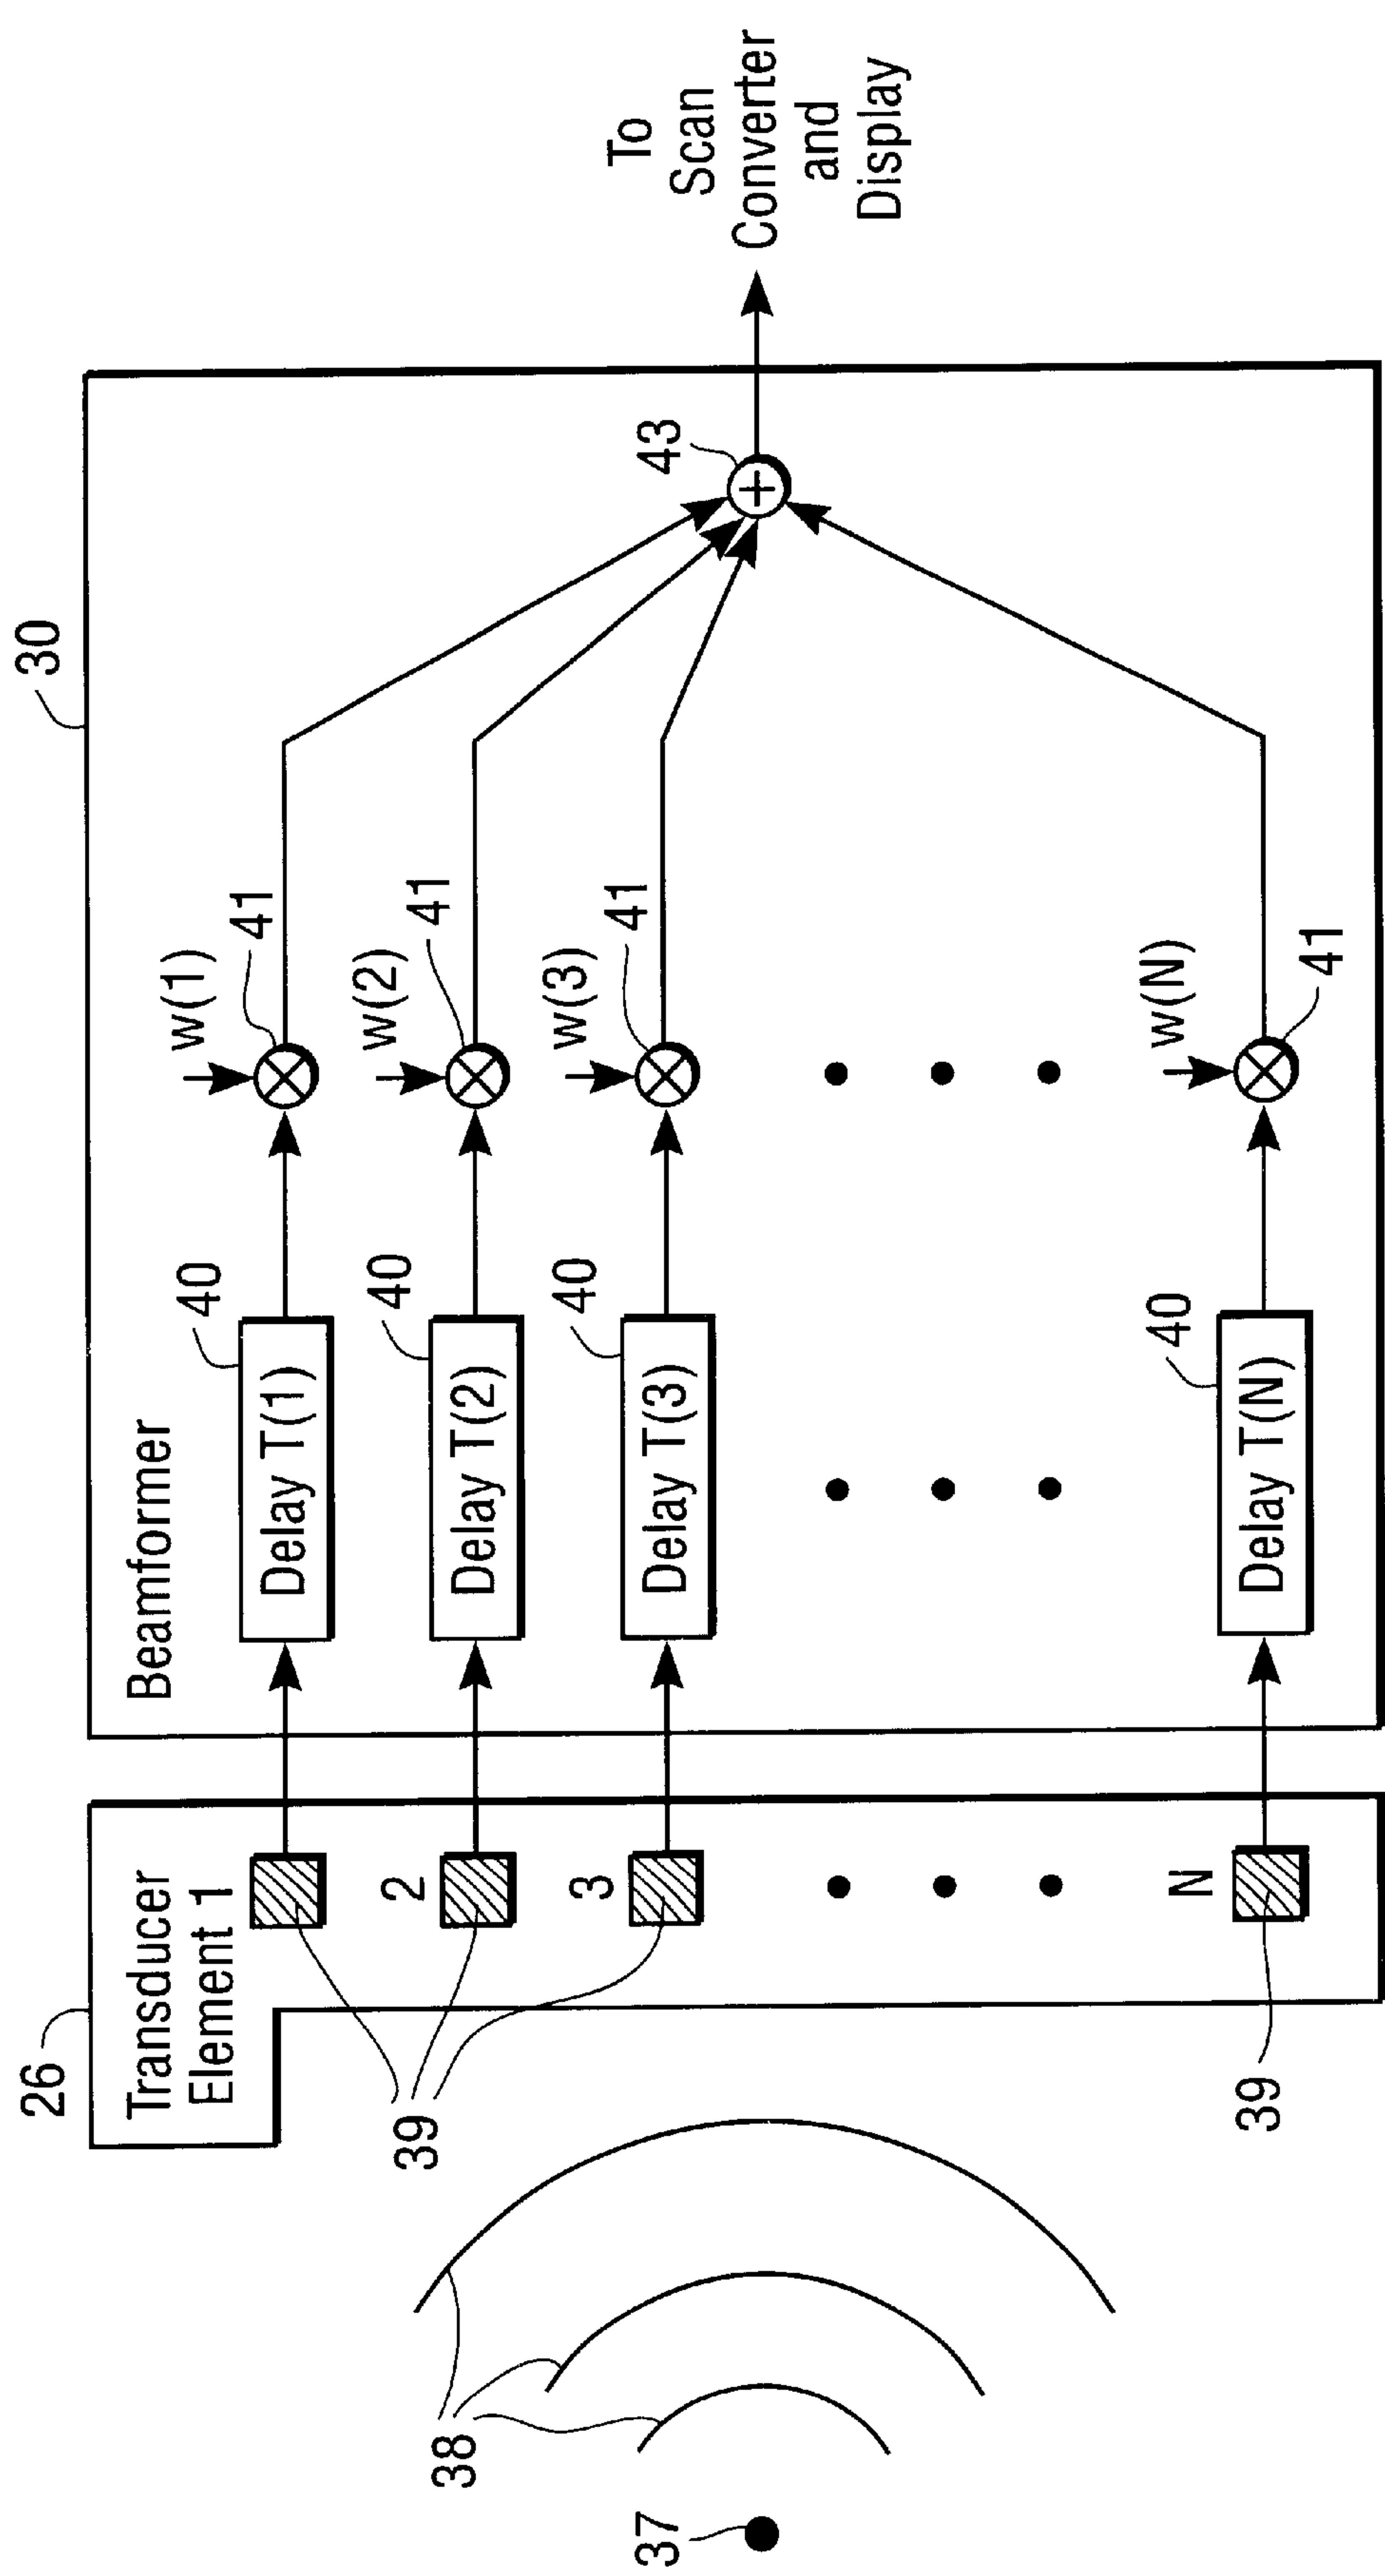 30
26
Transducer
Element 1
2
3
N
39
39
38
37
Beamformer
Delay T(1)
40
Delay T(2)
40
Delay T(3)
40
Delay T(N)
40
w(1)
41
w(2)
41
w(3)
41
w(N)
41
43
To
Scan
Converter
and
Display